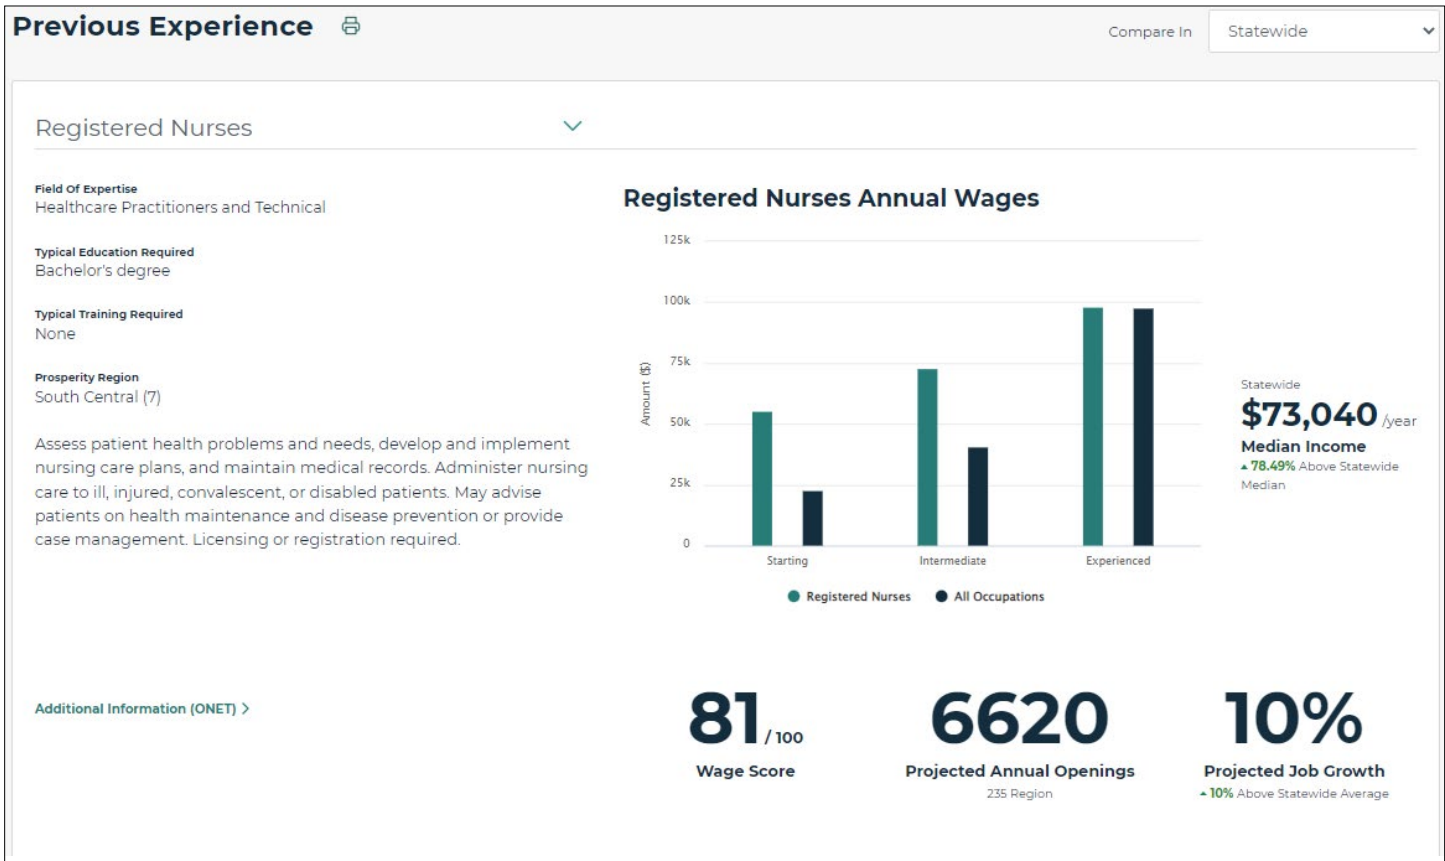 Previous Experience
Compare In
Statewide
Registered Nurses
Field Of Expertise
Healthcare Practitioners and Technical
Typical Education Required
Bachelor's degree
Typical Training Required
None
Prosperity Region
South Central (7)
Assess patient health problems and needs, develop and implement
nursing care plans, and maintain medical records. Administer nursing
care to ill, injured, convalescent, or disabled patients. May advise
patients on health maintenance and disease prevention or provide
case management. Licensing or registration required.
Additional Information (ONET) >
Registered Nurses Annual Wages
125k
100k
75k
50k
25k
0
Amount ($)
Starting
Intermediate
Experienced
Registered Nurses
All Occupations
Statewide
$73,040 /year
Median Income
78.49% Above Statewide
Median
81 / 100
Wage Score
6620
Projected Annual Openings
235 Region
10%
Projected Job Growth
10% Above Statewide Average